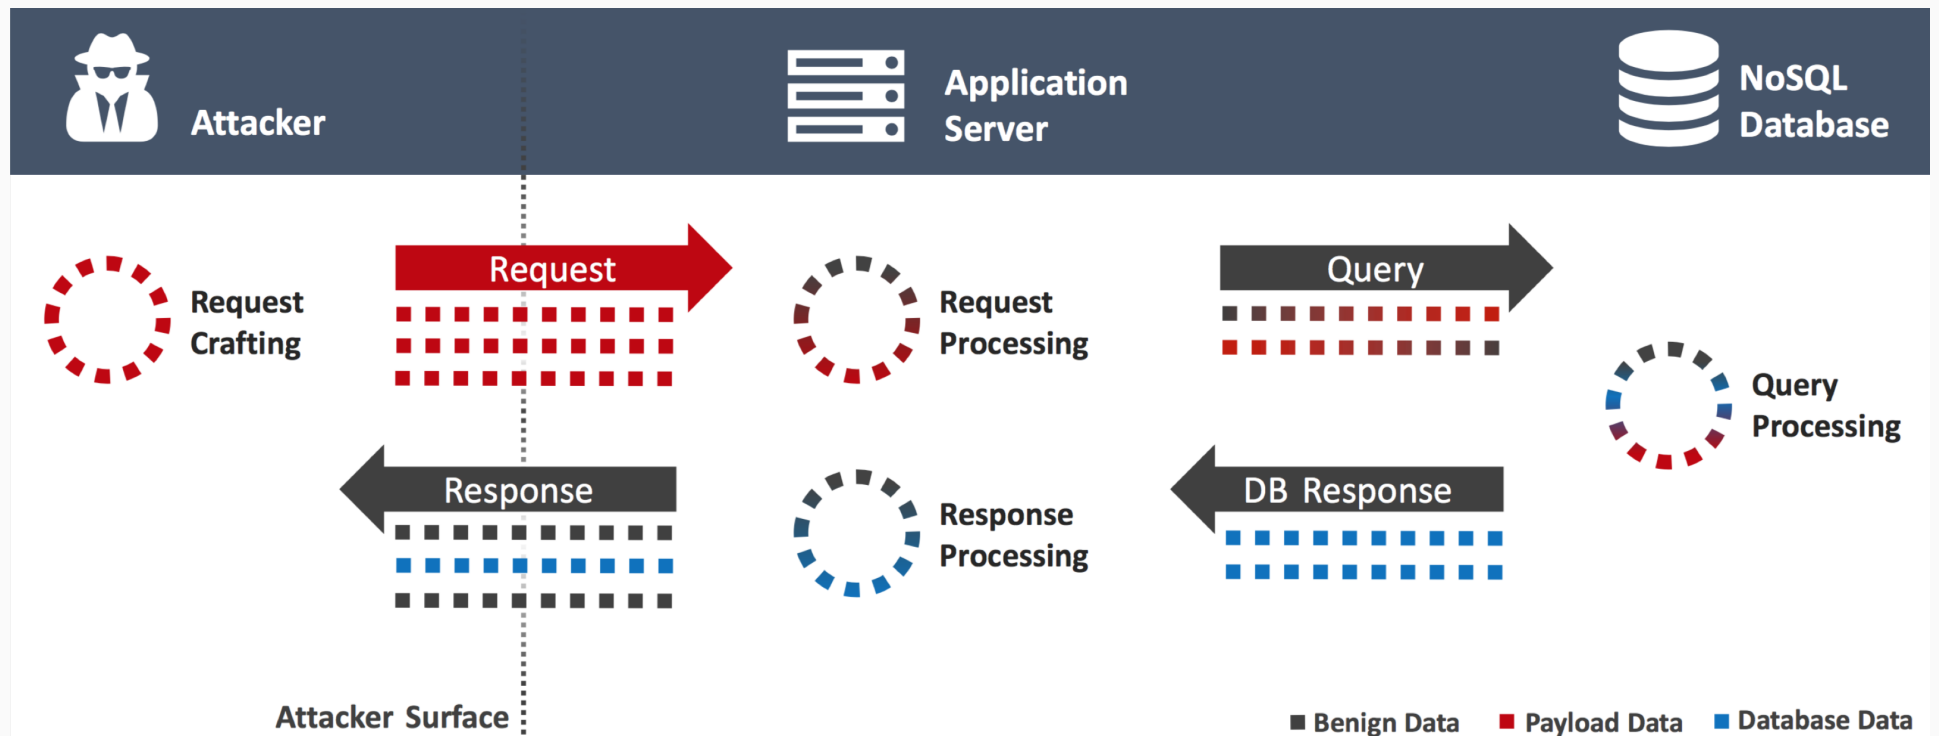 Attacker
Application
Server
NoSQL
Database
Request
Crafting
Request
Request
Processing
Query
Query
Processing
Response
Response
Processing
DB Response
Attacker Surface
Benign Data
Payload Data
Database Data